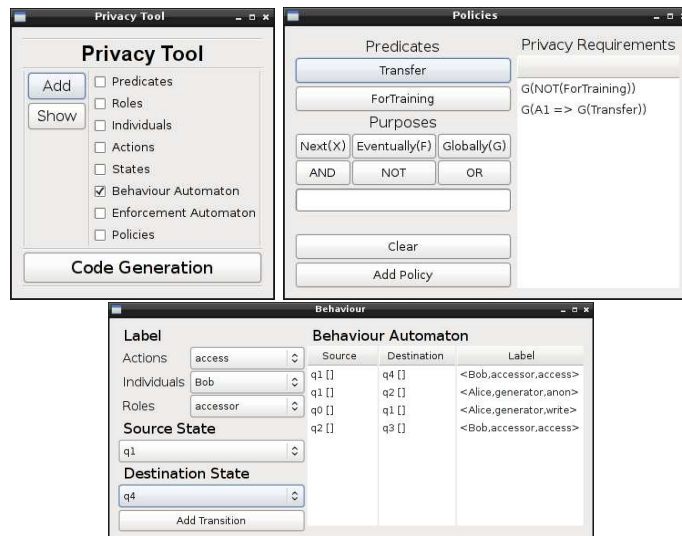 Privacy Tool
Privacy Tool
Add
Show
Predicates
Roles
Individuals
Actions
States
Behaviour Automaton
Enforcement Automaton
Policies
Code Generation
Policies
Predicates
Transfer
ForTraining
Purposes
Next(X) Eventually(F) Globally(G)
AND NOT OR
Clear
Add Policy
Privacy Requirements
G(NOT(ForTraining))
G(A1 => G(Transfer))
Behaviour
Label
Actions access
Individuals Bob
Roles accessor
Source State
q1
Destination State
q4
Add Transition
Behaviour Automaton
Source Destination Label
q1 [] q4 [] <Bob,accessor,access>
q1 [] q2 [] <Alice,generator,anon>
q0 [] q1 [] <Alice,generator,write>
q2 [] q3 [] <Bob,accessor,access>